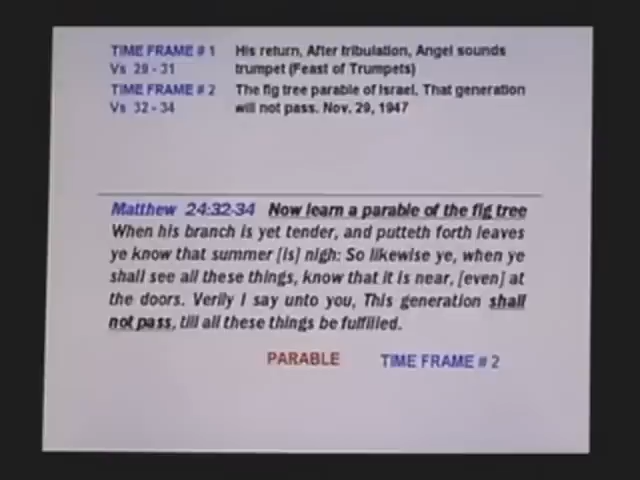 TIME FRAME # 1 His return, After tribulation, Angel sounds
Vs 29 - 31 trumpet (Feast of Trumpets)
TIME FRAME # 2 The fig tree parable of Israel, That generation
Vs 32 - 34 will not pass. Nov. 29, 1947
Matthew 24:32-34 Now learn a parable of the fig tree
When his branch is yet tender, and putteth forth leaves
ye know that summer [is] nigh: So likewise ye, when ye
shall see all these things, know that it is near, [even] at
the doors. Verily I say unto you, This generation shall
not pass, till all these things be fulfilled.
PARABLE TIME FRAME # 2